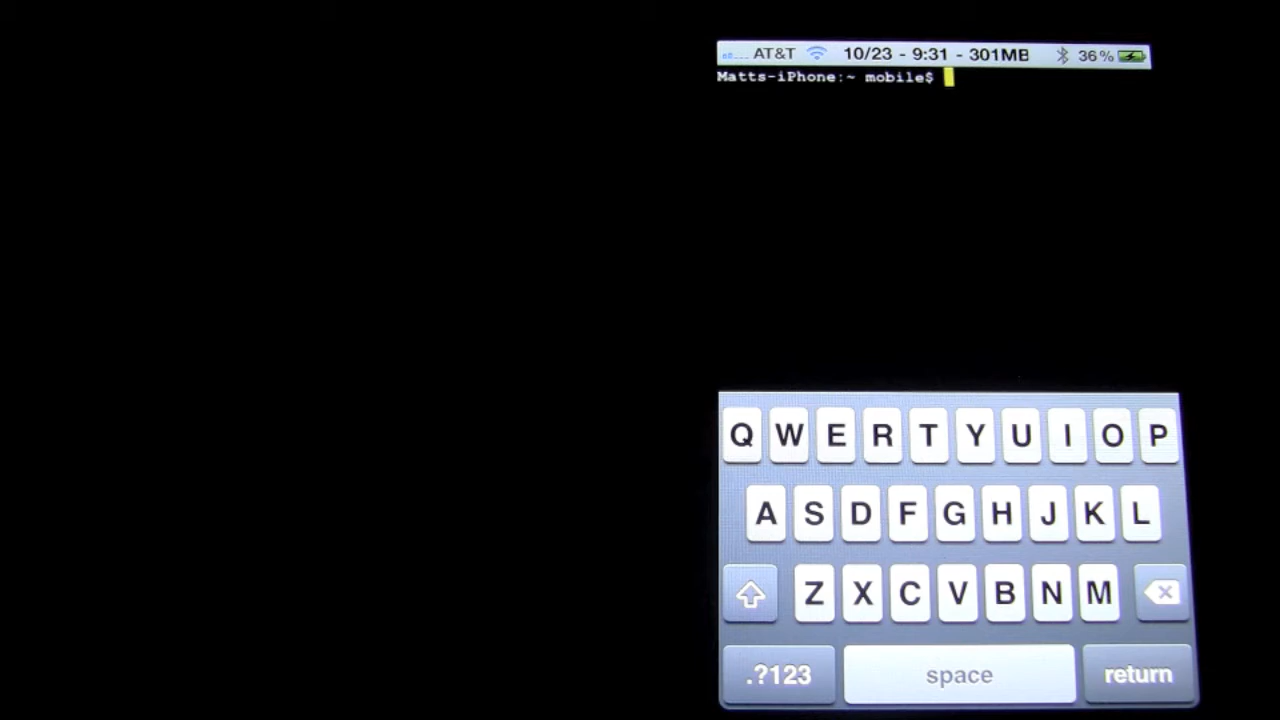 AT&T 10/23 - 9:31 - 301MB 36%
Matts-iPhone:~ mobile$
Q W E R T Y U I O P
A S D F G H J K L
Z X C V B N M
.?123 space return